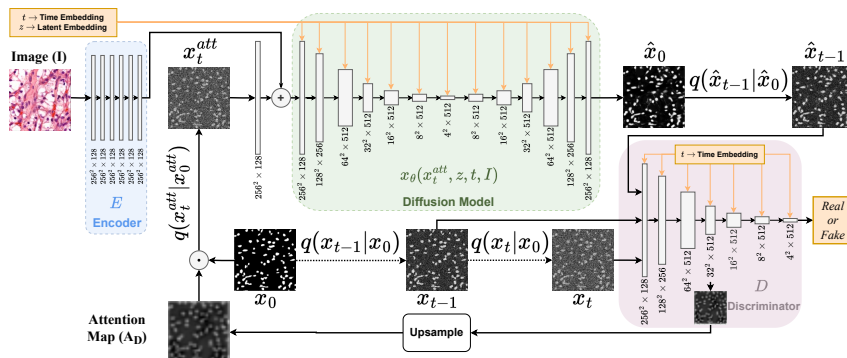 t → Time Embedding
z → Latent Embedding
Image (I)
x_t^{att}
x̂_0
q(x̂_{t-1}|x̂_0)
x̂_{t-1}
256² × 128
256² × 128
256² × 128
256² × 128
256² × 128
256² × 128
E
Encoder
256² × 128
256² × 128
128² × 256
64² × 512
32² × 512
16² × 512
8² × 512
4² × 512
8² × 512
16² × 512
32² × 512
64² × 512
128² × 256
256² × 128
x_θ(x_t^{att}, z, t, I)
Diffusion Model
t → Time Embedding
q(x_t^{att}|x_0^{att})
x_0
q(x_{t-1}|x_0)
x_{t-1}
q(x_t|x_0)
x_t
256² × 128
128² × 256
64² × 512
32² × 512
16² × 512
8² × 512
4² × 512
D
Discriminator
Real
or
Fake
Attention
Map (A_D)
Upsample